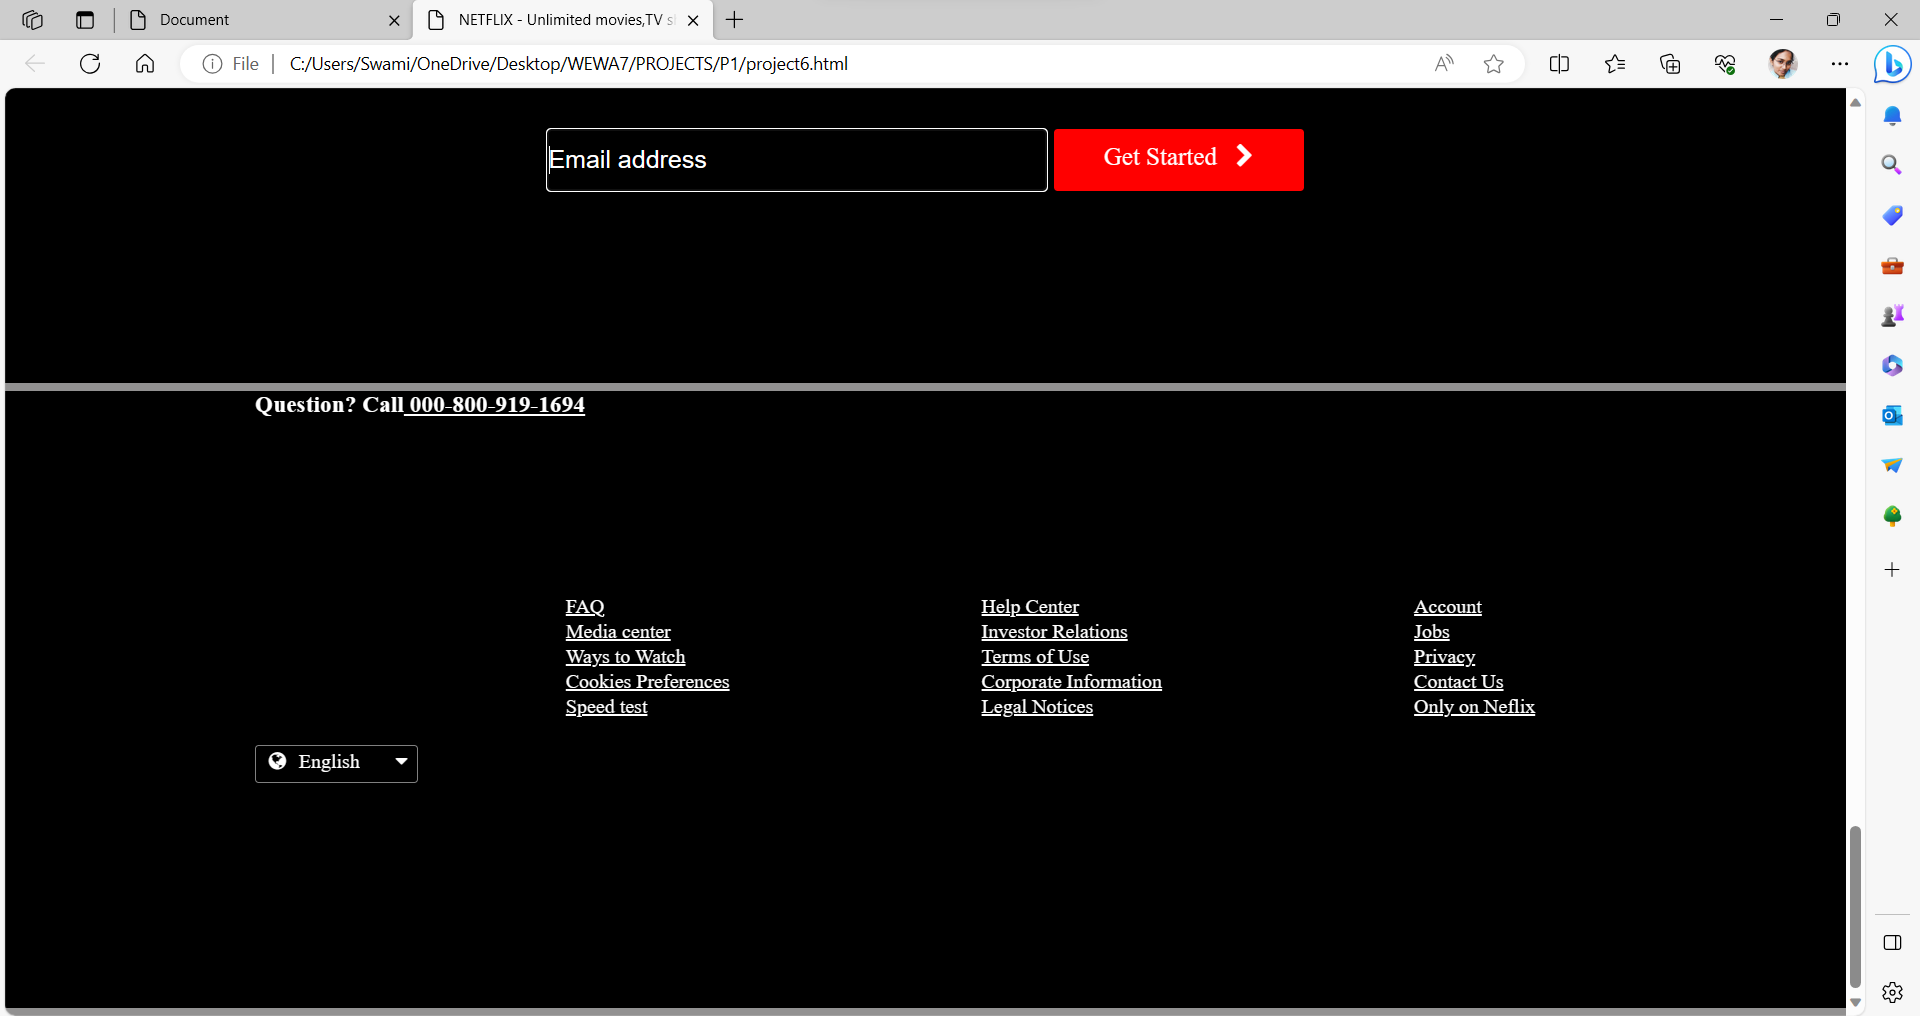 Document
NETFLIX - Unlimited movies,TV s
File
C:/Users/Swami/OneDrive/Desktop/WEWA7/PROJECTS/P1/project6.html
Email address
Get Started
Question? Call 000-800-919-1694
FAQ
Media center
Ways to Watch
Cookies Preferences
Speed test
Help Center
Investor Relations
Terms of Use
Corporate Information
Legal Notices
Account
Jobs
Privacy
Contact Us
Only on Neflix
English